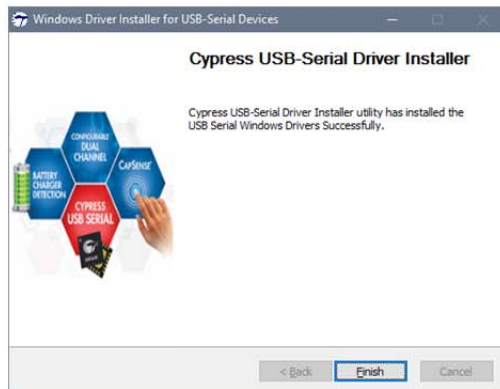 Windows Driver Installer for USB-Serial Devices
Cypress USB-Serial Driver Installer
Cypress USB-Serial Driver Installer utility has installed the
USB Serial Windows Drivers Successfully.
CONFIGURABLE
DUAL
CHANNEL
CAPSENSE
BATTERY
CHARGER
DETECTION
CYPRESS
USB SERIAL
< Back
Finish
Cancel